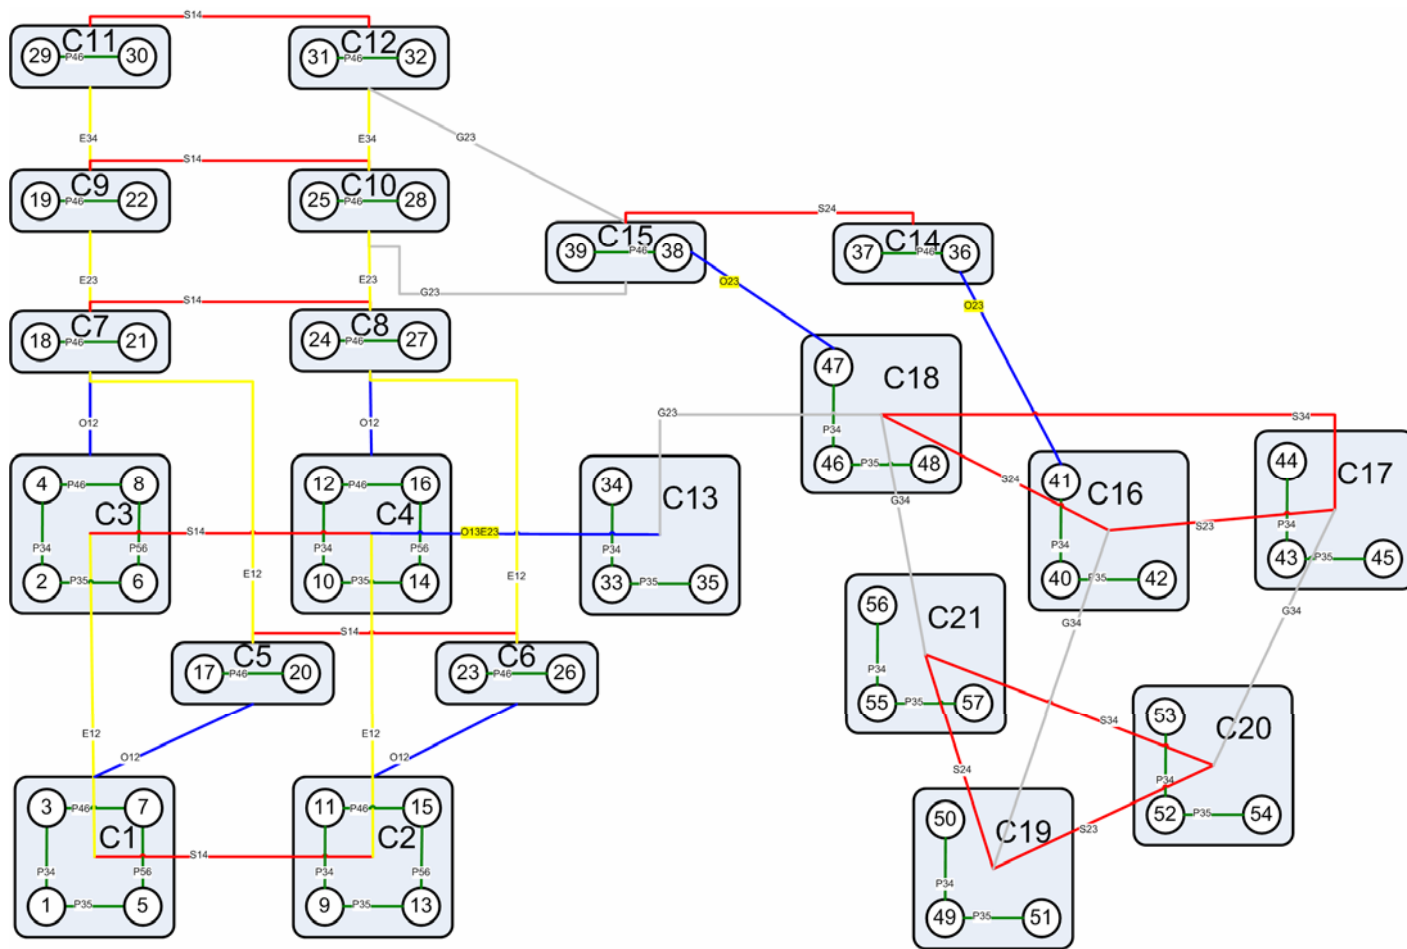 S14
C11
29 P46 30
C12
31 P46 32
E34
E34
G23
S14
C9
19 P46 22
C10
25 P46 28
S24
C15
39 P46 38
C14
37 P46 36
E23
E23
G23
O23
O23
S14
C7
18 P46 21
C8
24 P46 27
C18
47
P34
46 P35 48
O12
O12
G23
S34
C3
4 P46 8
P34
P56
2 P35 6
S14
C4
12 P46 16
P34
P56
10 P35 14
O13E23
C13
34
P34
33 P35 35
G34
S24
C16
41
P34
40 P35 42
S23
C17
44
P34
43 P35 45
E12
E12
S14
G34
G34
C5
17 P46 20
C6
23 P46 26
C21
56
P34
55 P35 57
S34
C20
53
P34
52 P35 54
E12
E12
O12
O12
S24
S23
C1
3 P46 7
P34
P56
1 P35 5
S14
C2
11 P46 15
P34
P56
9 P35 13
C19
50
P34
49 P35 51